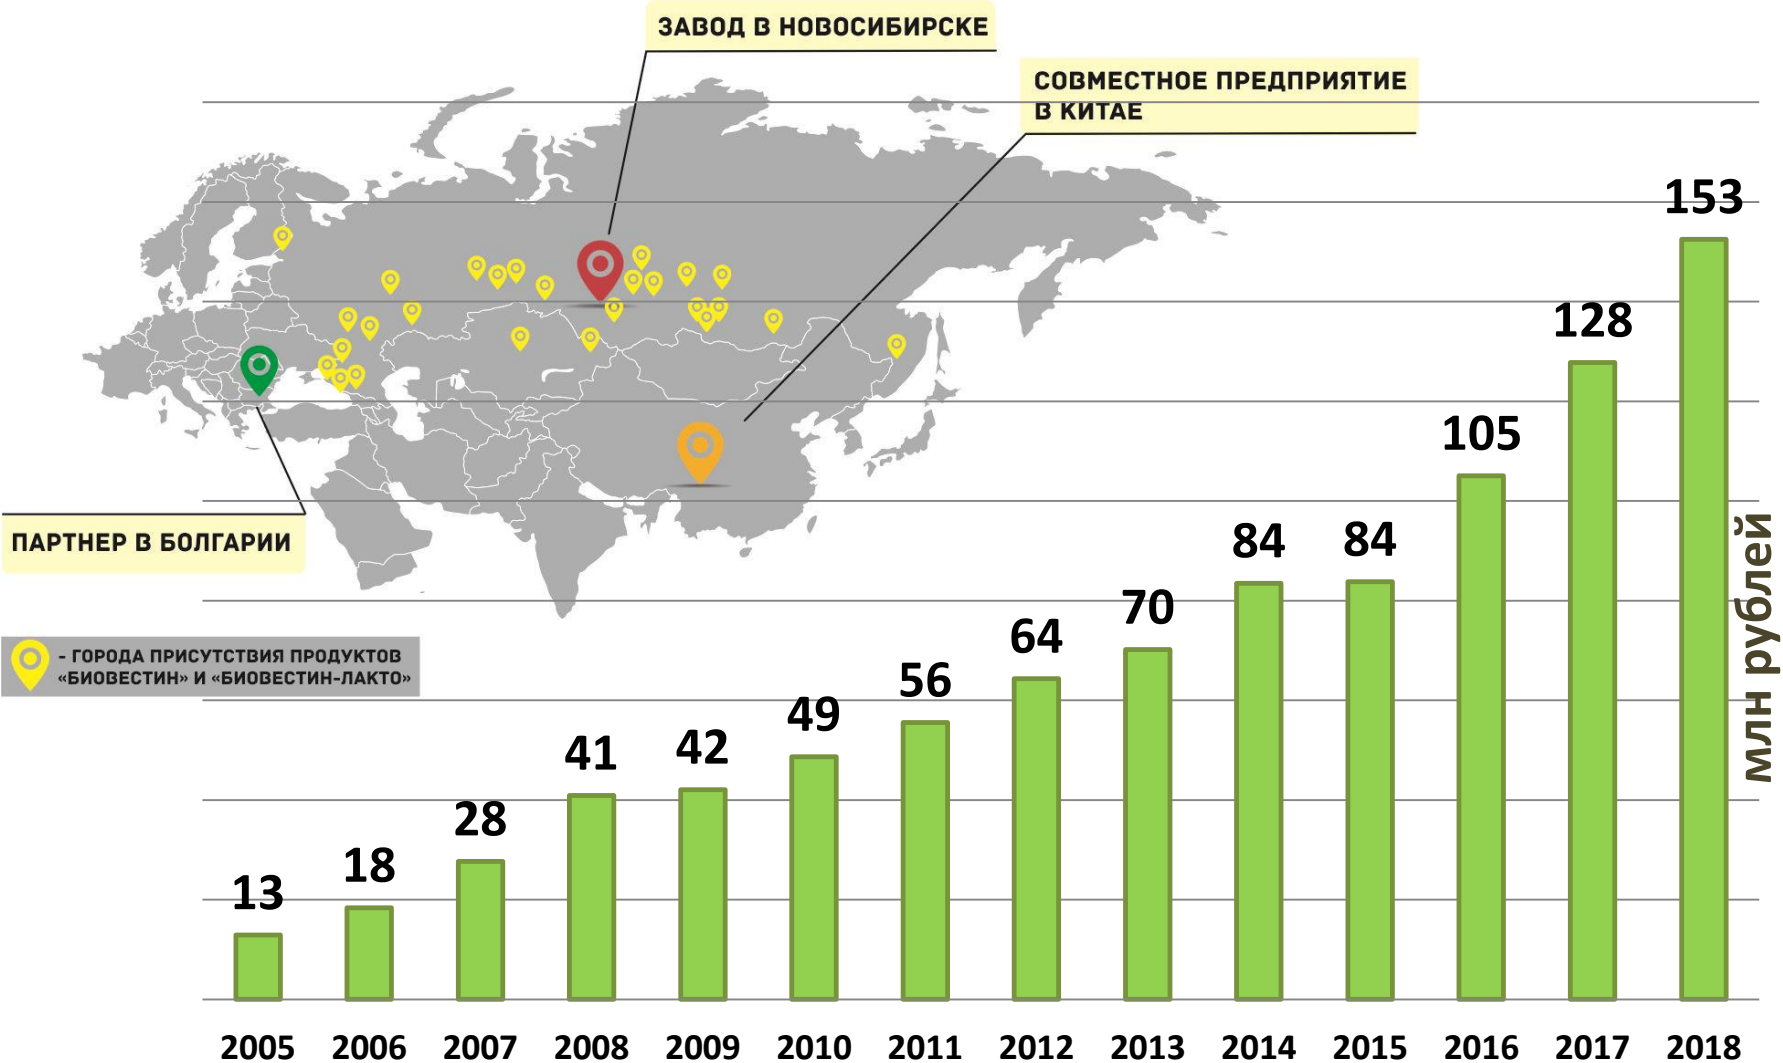 ЗАВОД В НОВОСИБИРСКЕ
СОВМЕСТНОЕ ПРЕДПРИЯТИЕ
В КИТАЕ
ПАРТНЕР В БОЛГАРИИ
- ГОРОДА ПРИСУТСТВИЯ ПРОДУКТОВ
«БИОВЕСТИН» И «БИОВЕСТИН-ЛАКТО»
13
18
28
41
42
49
56
64
70
84
84
105
128
153
млн рублей
2005 2006 2007 2008 2009 2010 2011 2012 2013 2014 2015 2016 2017 2018